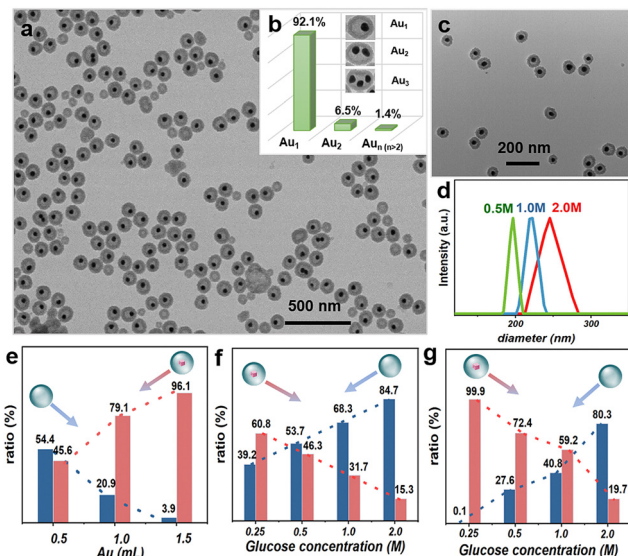 a
500 nm
b
92.1%
6.5%
1.4%
Au1
Au2
Au3
Au1
Au2
Aun (n>2)
c
200 nm
d
0.5M
1.0M
2.0M
Intensity (a.u.)
200
300
diameter (nm)
e
ratio (%)
54.4
45.6
20.9
79.1
3.9
96.1
0.5
1.0
1.5
Au (mL)
f
ratio (%)
39.2
60.8
53.7
46.3
68.3
31.7
84.7
15.3
0.25
0.5
1.0
2.0
Glucose concentration (M)
g
ratio (%)
0.1
99.9
27.6
72.4
40.8
59.2
80.3
19.7
0.25
0.5
1.0
2.0
Glucose concentration (M)